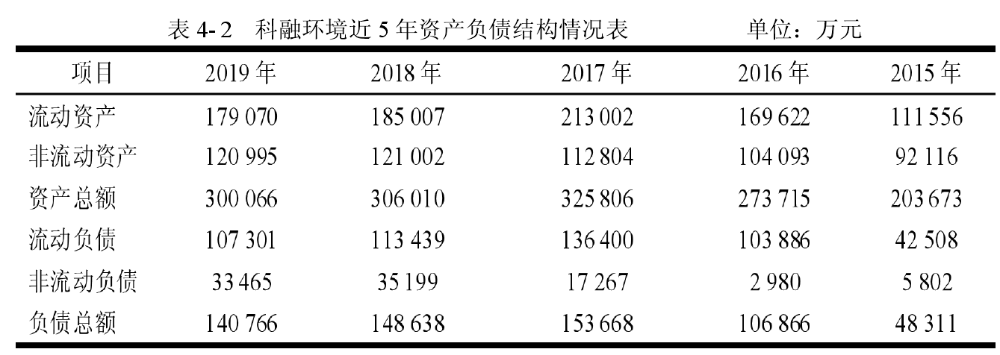 表 4-2 科融环境近 5 年资产负债结构情况表 单位：万元
项目 2019 年 2018 年 2017 年 2016 年 2015 年
流动资产 179 070 185 007 213 002 169 622 111 556
非流动资产 120 995 121 002 112 804 104 093 92 116
资产总额 300 066 306 010 325 806 273 715 203 673
流动负债 107 301 113 439 136 400 103 886 42 508
非流动负债 33 465 35 199 17 267 2 980 5 802
负债总额 140 766 148 638 153 668 106 866 48 311